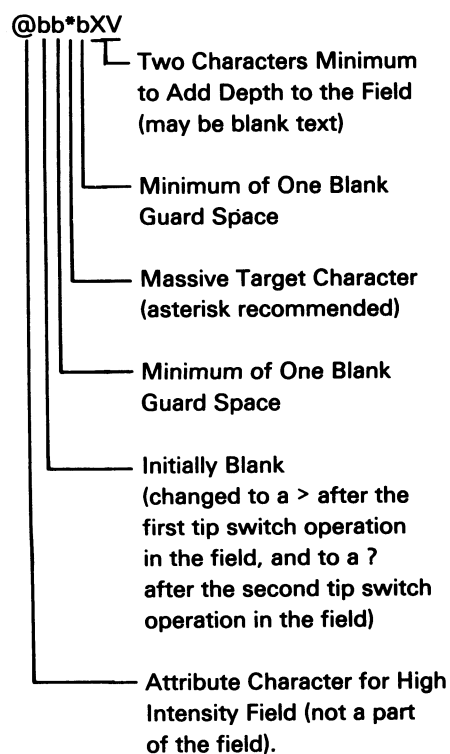 @bb*bXV
Two Characters Minimum
to Add Depth to the Field
(may be blank text)
Minimum of One Blank
Guard Space
Massive Target Character
(asterisk recommended)
Minimum of One Blank
Guard Space
Initially Blank
(changed to a > after the
first tip switch operation
in the field, and to a ?
after the second tip switch
operation in the field)
Attribute Character for High
Intensity Field (not a part
of the field).